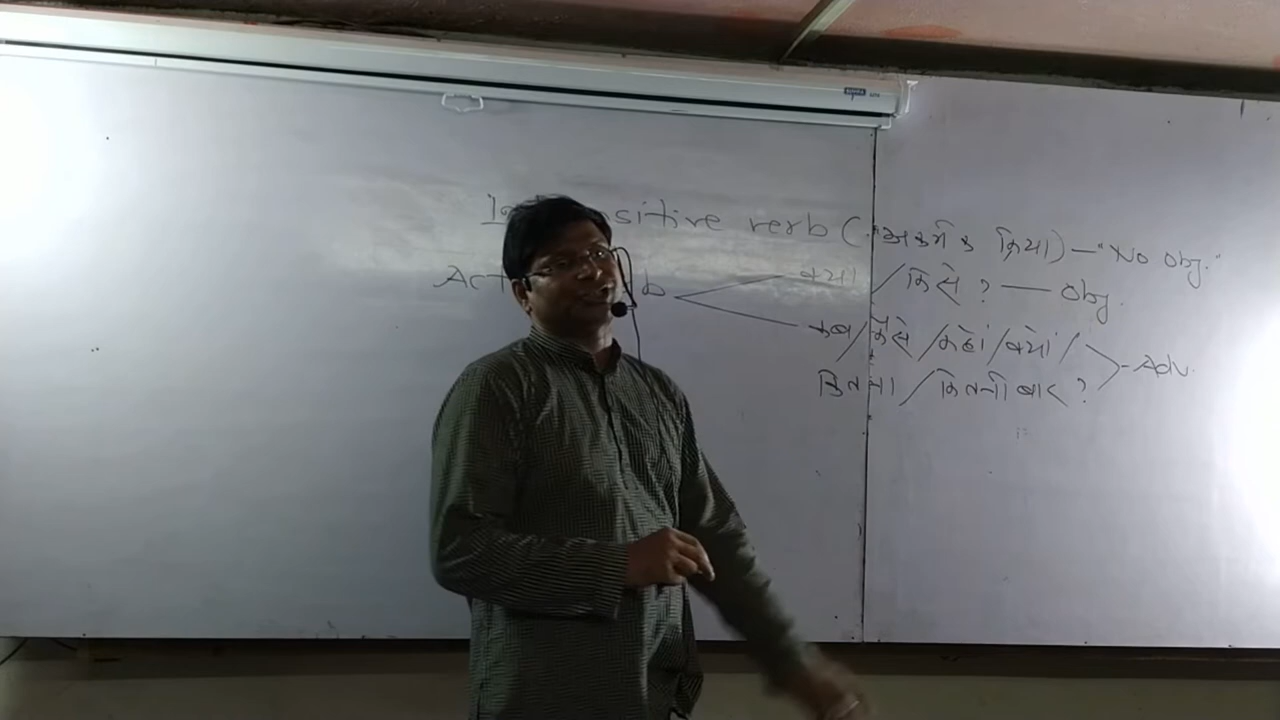 sitive verb (अकर्मक क्रिया) — "No Obj."
Act b क्या / किसे ? — Obj.
कब / कैसे / कहाँ / क्यों / — Adv.
कितना / कितनी बार ?